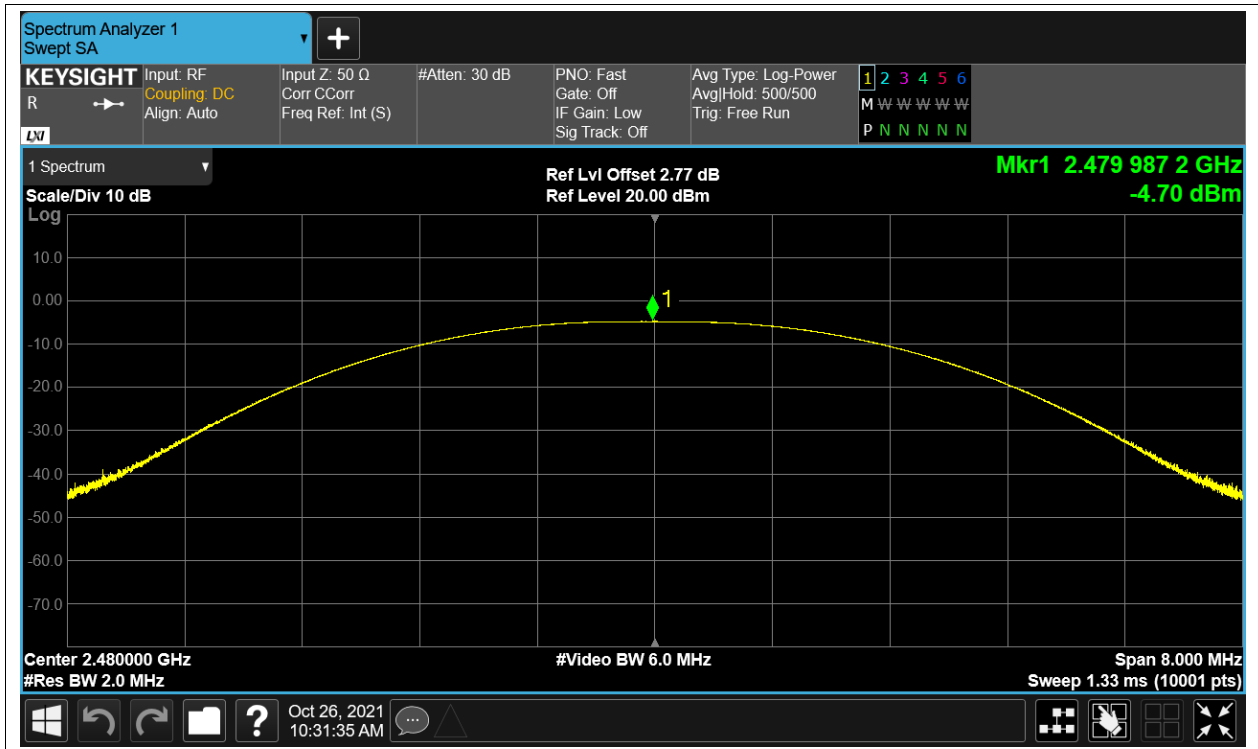 Spectrum Analyzer 1
Swept SA
KEYSIGHT
R
LXI
Input: RF
Coupling: DC
Align: Auto
Input Z: 50 Ω
Corr CCorr
Freq Ref: Int (S)
#Atten: 30 dB
PNO: Fast
Gate: Off
IF Gain: Low
Sig Track: Off
Avg Type: Log-Power
Avg|Hold: 500/500
Trig: Free Run
1 2 3 4 5 6
M W W W W W
P N N N N N
1 Spectrum
Scale/Div 10 dB
Ref Lvl Offset 2.77 dB
Ref Level 20.00 dBm
Mkr1 2.479 987 2 GHz
-4.70 dBm
Log
10.0
0.00
-10.0
-20.0
-30.0
-40.0
-50.0
-60.0
-70.0
1
Center 2.480000 GHz
#Res BW 2.0 MHz
#Video BW 6.0 MHz
Span 8.000 MHz
Sweep 1.33 ms (10001 pts)
?
Oct 26, 2021
10:31:35 AM